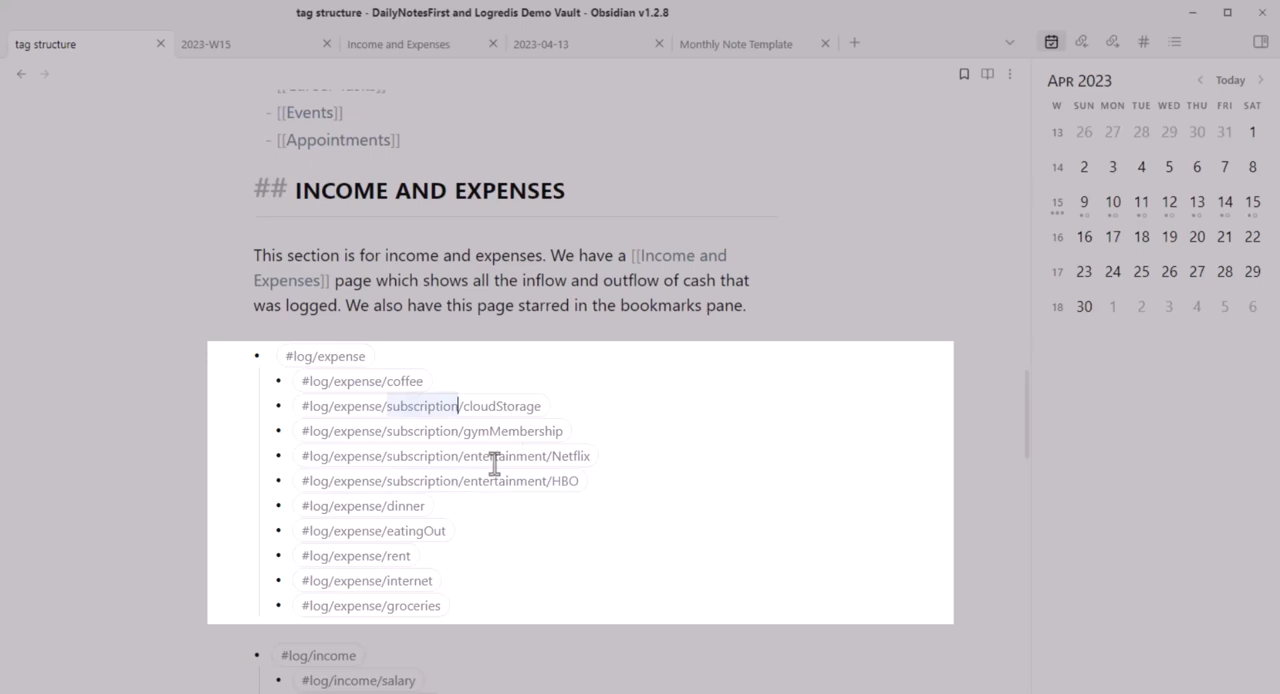 tag structure - DailyNotesFirst and Logredis Demo Vault - Obsidian v1.2.8
tag structure
2023-W15
Income and Expenses
2023-04-13
Monthly Note Template
- [[Events]]
- [[Appointments]]
## INCOME AND EXPENSES
This section is for income and expenses. We have a [[Income and
Expenses]] page which shows all the inflow and outflow of cash that
was logged. We also have this page starred in the bookmarks pane.
• #log/expense
• #log/expense/coffee
• #log/expense/subscription/cloudStorage
• #log/expense/subscription/gymMembership
• #log/expense/subscription/entertainment/Netflix
• #log/expense/subscription/entertainment/HBO
• #log/expense/dinner
• #log/expense/eatingOut
• #log/expense/rent
• #log/expense/internet
• #log/expense/groceries
• #log/income
• #log/income/salary
APR 2023
Today
W SUN MON TUE WED THU FRI SAT
13 26 27 28 29 30 31 1
14 2 3 4 5 6 7 8
15 9 10 11 12 13 14 15
16 16 17 18 19 20 21 22
17 23 24 25 26 27 28 29
18 30 1 2 3 4 5 6